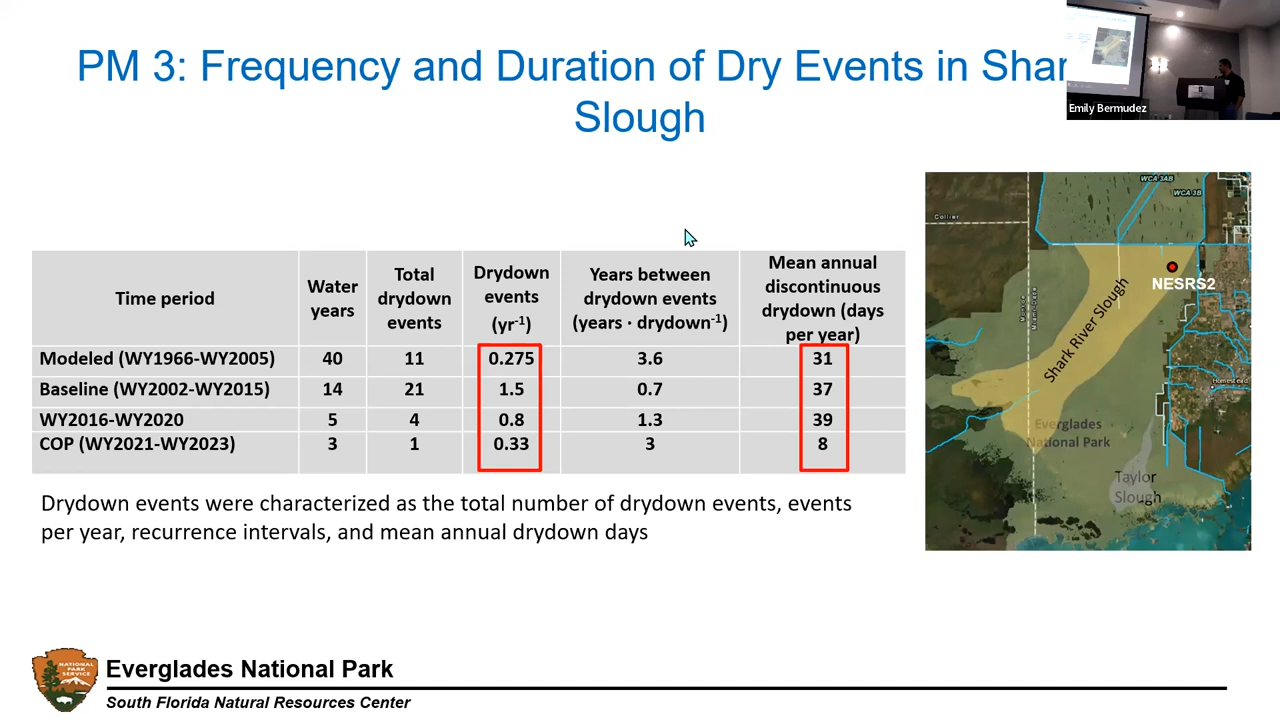 PM 3: Frequency and Duration of Dry Events in Shar
Slough
Emily Bermudez
Time period
Water years
Total drydown events
Drydown events (yr-1)
Years between drydown events (years · drydown-1)
Mean annual discontinuous drydown (days per year)
Modeled (WY1966-WY2005) 40 11 0.275 3.6 31
Baseline (WY2002-WY2015) 14 21 1.5 0.7 37
WY2016-WY2020 5 4 0.8 1.3 39
COP (WY2021-WY2023) 3 1 0.33 3 8
Drydown events were characterized as the total number of drydown events, events
per year, recurrence intervals, and mean annual drydown days
WCA 3AB
WCA 3B
Collier
NESRS2
Monroe
Miami-Dade
Shark River Slough
Homestead
Everglades
National Park
Taylor
Slough
NATIONAL
PARK
SERVICE
Everglades National Park
South Florida Natural Resources Center